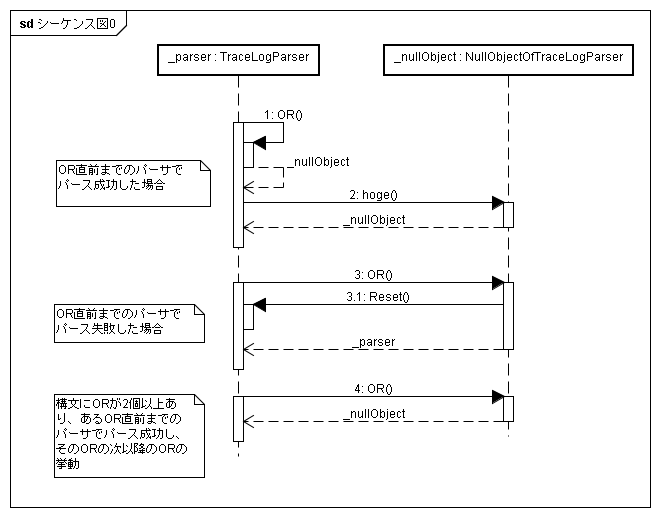 sd シーケンス図0
_parser : TraceLogParser
_nullObject : NullObjectOfTraceLogParser
1: OR()
_nullObject
OR直前までのパーサで
パース成功した場合
2: hoge()
_nullObject
3: OR()
3.1: Reset()
OR直前までのパーサで
パース失敗した場合
_parser
4: OR()
_nullObject
構文にORが2個以上あ
り、あるOR直前までの
パーサでパース成功し、
そのORの次以降のORの
挙動